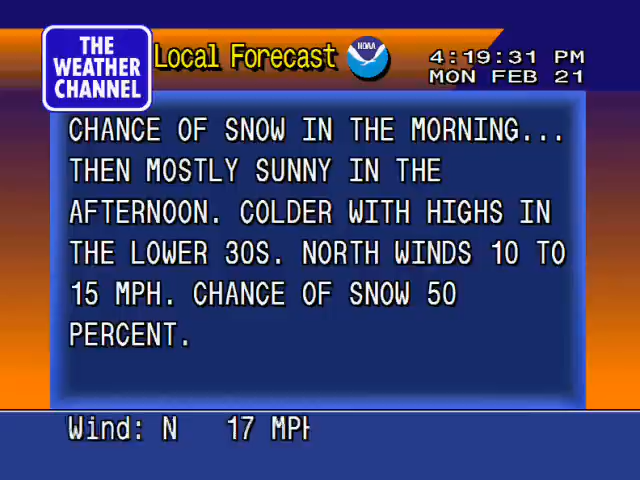 THE
WEATHER
CHANNEL
Local Forecast
NOAA
4:19:31 PM
MON FEB 21
CHANCE OF SNOW IN THE MORNING...
THEN MOSTLY SUNNY IN THE
AFTERNOON. COLDER WITH HIGHS IN
THE LOWER 30S. NORTH WINDS 10 TO
15 MPH. CHANCE OF SNOW 50
PERCENT.
Wind: N 17 MPH